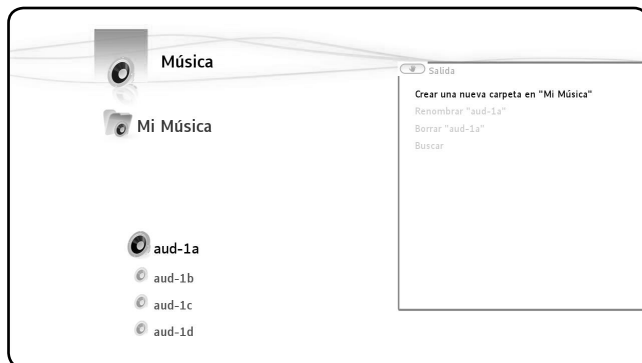 Música
Mi Música
aud-1a
aud-1b
aud-1c
aud-1d
Salida
Crear una nueva carpeta en "Mi Música"
Renombrar "aud-1a"
Borrar "aud-1a"
Buscar